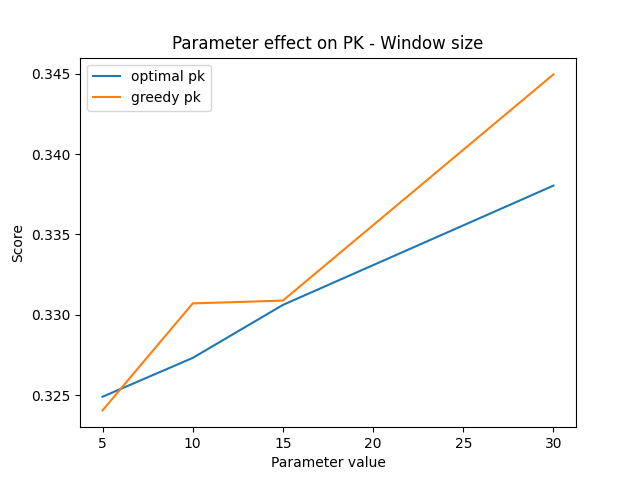 Parameter effect on PK - Window size
optimal pk
greedy pk
0.345
0.340
0.335
0.330
0.325
Score
5 10 15 20 25 30
Parameter value